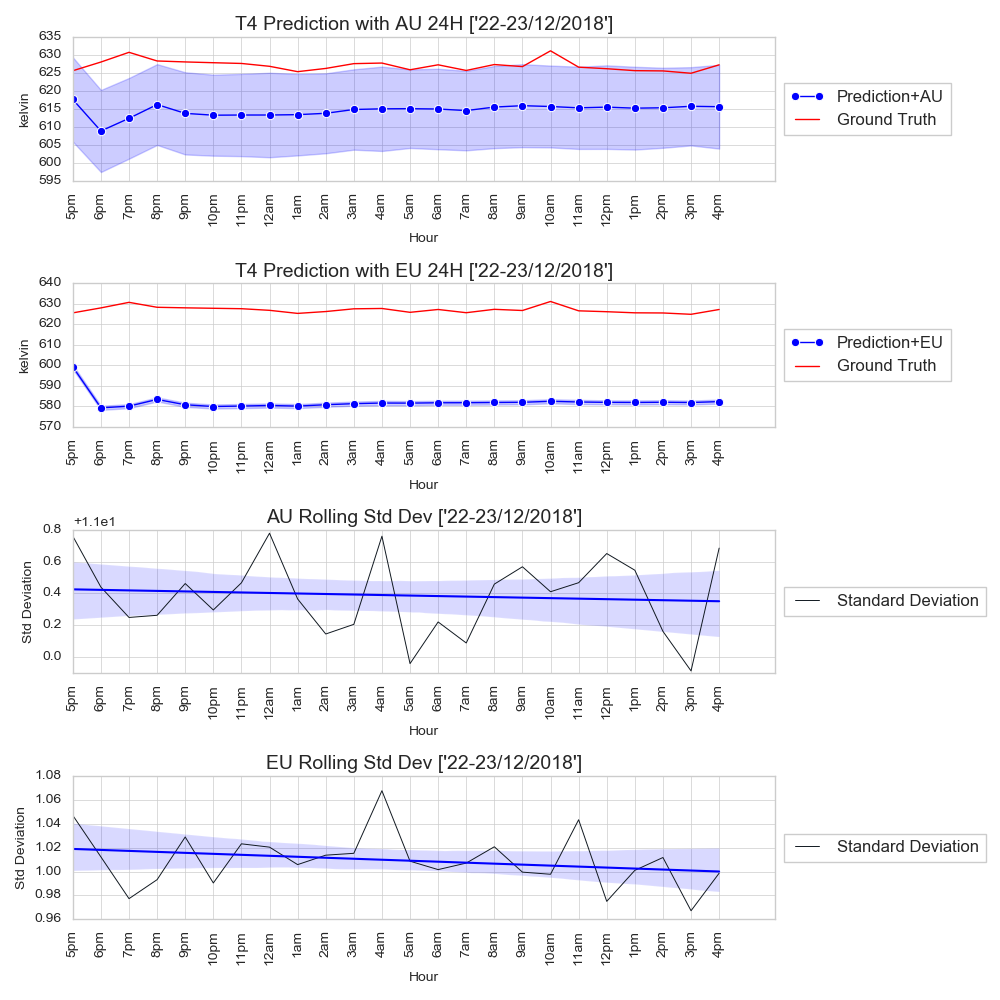 T4 Prediction with AU 24H ['22-23/12/2018']
635
630
625
620
615
610
605
600
595
kelvin
5pm 6pm 7pm 8pm 9pm 10pm 11pm 12am 1am 2am 3am 4am 5am 6am 7am 8am 9am 10am 11am 12pm 1pm 2pm 3pm 4pm
Hour
Prediction+AU
Ground Truth
T4 Prediction with EU 24H ['22-23/12/2018']
640
630
620
610
600
590
580
570
kelvin
5pm 6pm 7pm 8pm 9pm 10pm 11pm 12am 1am 2am 3am 4am 5am 6am 7am 8am 9am 10am 11am 12pm 1pm 2pm 3pm 4pm
Hour
Prediction+EU
Ground Truth
AU Rolling Std Dev ['22-23/12/2018']
+1.1e1
0.8
0.6
0.4
0.2
0.0
Std Deviation
5pm 6pm 7pm 8pm 9pm 10pm 11pm 12am 1am 2am 3am 4am 5am 6am 7am 8am 9am 10am 11am 12pm 1pm 2pm 3pm 4pm
Hour
Standard Deviation
EU Rolling Std Dev ['22-23/12/2018']
1.08
1.06
1.04
1.02
1.00
0.98
0.96
Std Deviation
5pm 6pm 7pm 8pm 9pm 10pm 11pm 12am 1am 2am 3am 4am 5am 6am 7am 8am 9am 10am 11am 12pm 1pm 2pm 3pm 4pm
Hour
Standard Deviation